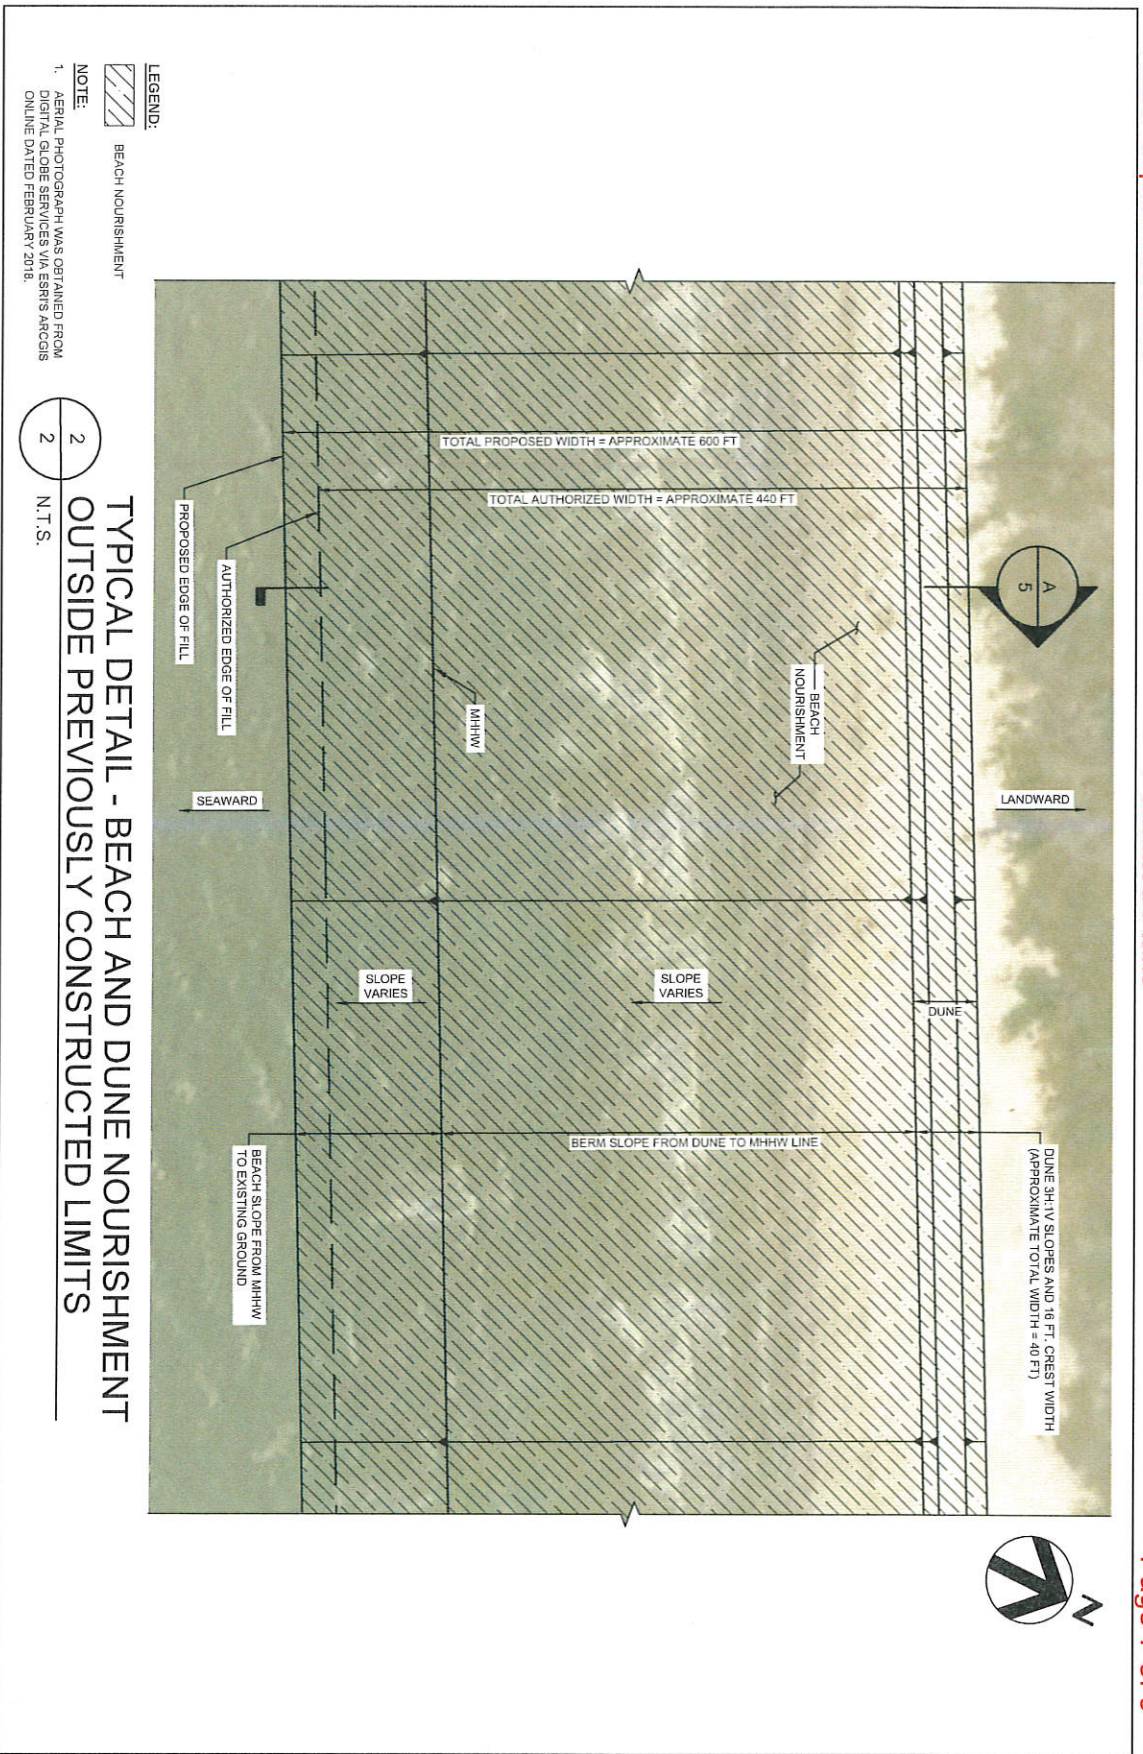 LANDWARD
A
5
DUNE 3H:1V SLOPES AND 16 FT. CREST WIDTH
(APPROXIMATE TOTAL WIDTH = 40 FT)
DUNE
BEACH
NOURISHMENT
TOTAL PROPOSED WIDTH = APPROXIMATE 600 FT
TOTAL AUTHORIZED WIDTH = APPROXIMATE 440 FT
SLOPE
VARIES
BERM SLOPE FROM DUNE TO MHHW LINE
MHHW
SLOPE
VARIES
SEAWARD
AUTHORIZED EDGE OF FILL
PROPOSED EDGE OF FILL
BEACH SLOPE FROM MHHW
TO EXISTING GROUND
N
LEGEND:
BEACH NOURISHMENT
NOTE:
1. AERIAL PHOTOGRAPH WAS OBTAINED FROM
DIGITAL GLOBE SERVICES VIA ESRI'S ARCGIS
ONLINE DATED FEBRUARY 2018.
TYPICAL DETAIL - BEACH AND DUNE NOURISHMENT
OUTSIDE PREVIOUSLY CONSTRUCTED LIMITS
2
2
N.T.S.